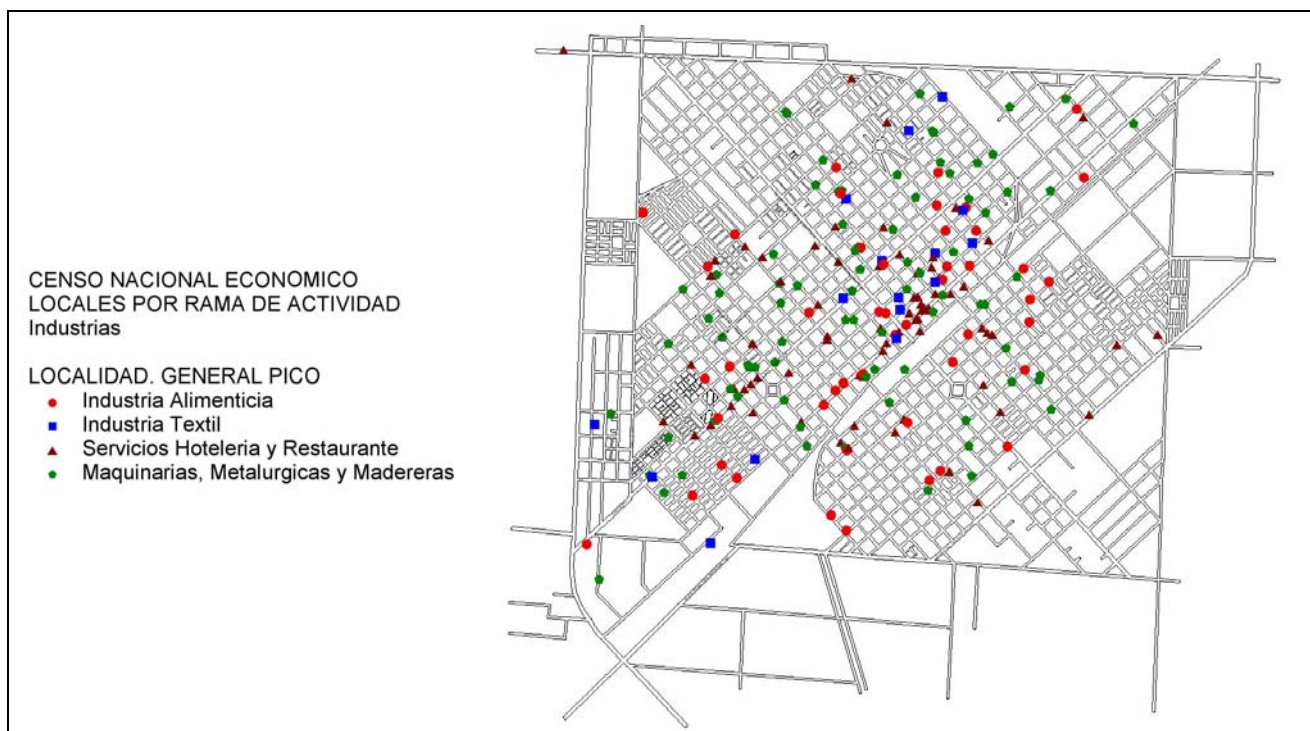 CENSO NACIONAL ECONOMICO
LOCALES POR RAMA DE ACTIVIDAD
Industrias
LOCALIDAD. GENERAL PICO
Industria Alimenticia
Industria Textil
Servicios Hoteleria y Restaurante
Maquinarias, Metalurgicas y Madereras